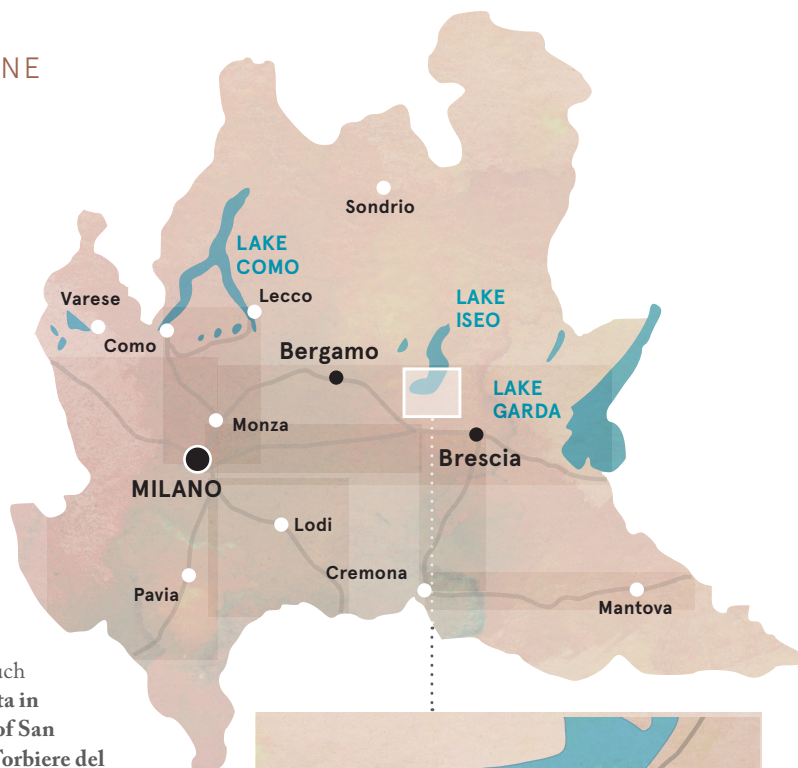 NE
Sondrio
LAKE
COMO
Varese
Lecco
LAKE
ISEO
Como
Bergamo
LAKE
GARDA
Monza
Brescia
MILANO
Lodi
Cremona
Pavia
Mantova
uch
ta in
of San
Torbiere del